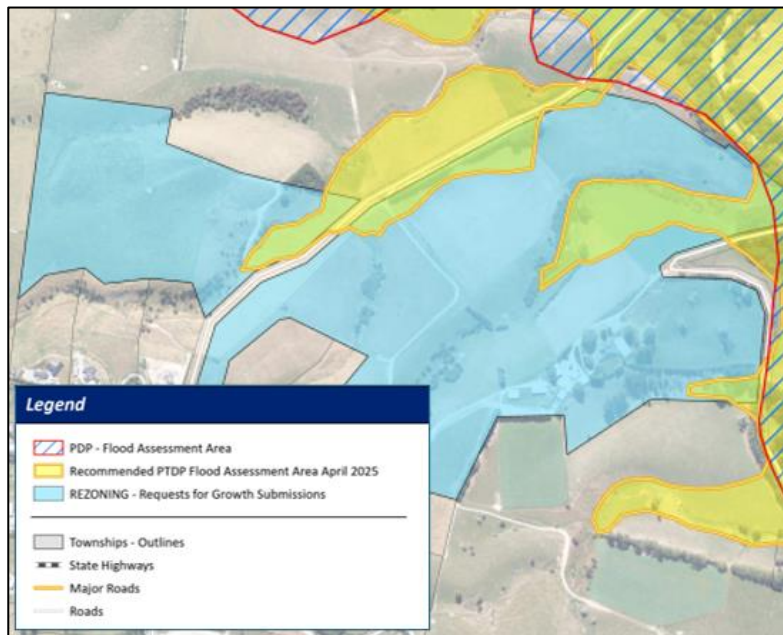 Legend
PDP - Flood Assessment Area
Recommended PTDP Flood Assessment Area April 2025
REZONING - Requests for Growth Submissions
Townships - Outlines
State Highways
Major Roads
Roads